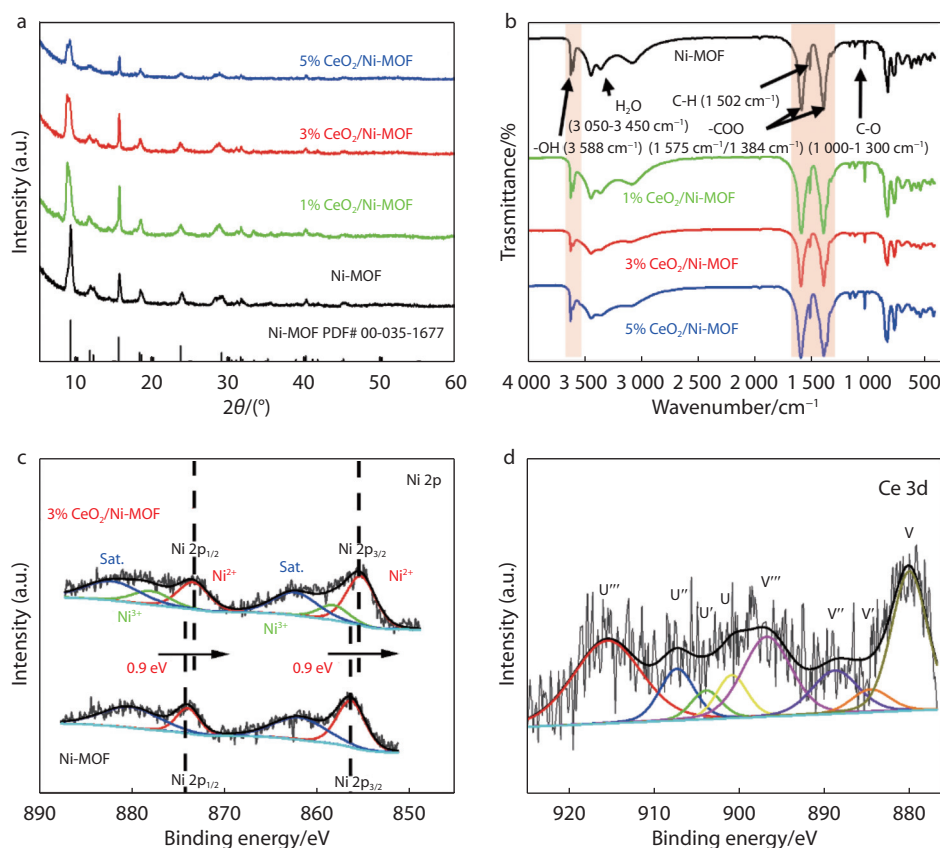 a
5% CeO₂/Ni-MOF
3% CeO₂/Ni-MOF
1% CeO₂/Ni-MOF
Ni-MOF
Ni-MOF PDF# 00-035-1677
Intensity (a.u.)
10 20 30 40 50 60
2θ/(°)
b
Ni-MOF
H₂O
(3 050-3 450 cm⁻¹)
C-H (1 502 cm⁻¹)
-COO
C-O
-OH (3 588 cm⁻¹) (1 575 cm⁻¹/1 384 cm⁻¹) (1 000-1 300 cm⁻¹)
1% CeO₂/Ni-MOF
3% CeO₂/Ni-MOF
5% CeO₂/Ni-MOF
Trasmittance/%
4 000 3 500 3 000 2 500 2 000 1 500 1 000 500
Wavenumber/cm⁻¹
c
Ni 2p
3% CeO₂/Ni-MOF
Ni 2p₁/₂ Ni 2p₃/₂
Sat. Ni²⁺ Sat. Ni²⁺
Ni³⁺ Ni³⁺
0.9 eV 0.9 eV
Ni-MOF
Ni 2p₁/₂ Ni 2p₃/₂
Intensity (a.u.)
890 880 870 860 850
Binding energy/eV
d
Ce 3d
U''' U'' U' U V''' V'' V' V
Intensity (a.u.)
920 910 900 890 880
Binding energy/eV